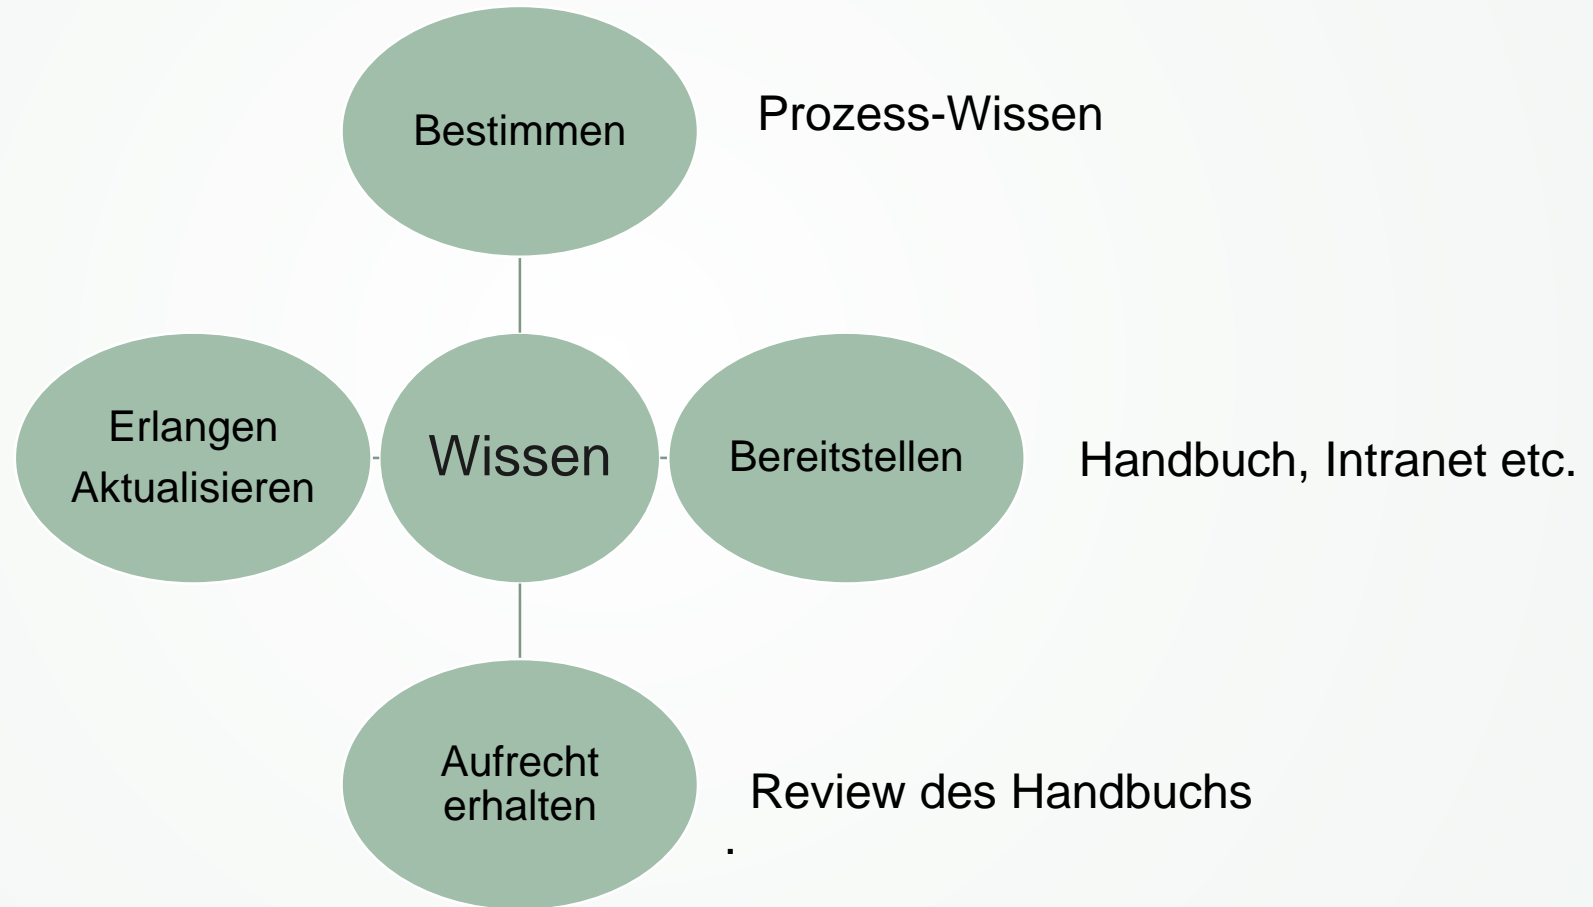 Bestimmen
Prozess-Wissen
Erlangen
Aktualisieren
Wissen
Bereitstellen
Handbuch, Intranet etc.
Aufrecht
erhalten
Review des Handbuchs
.